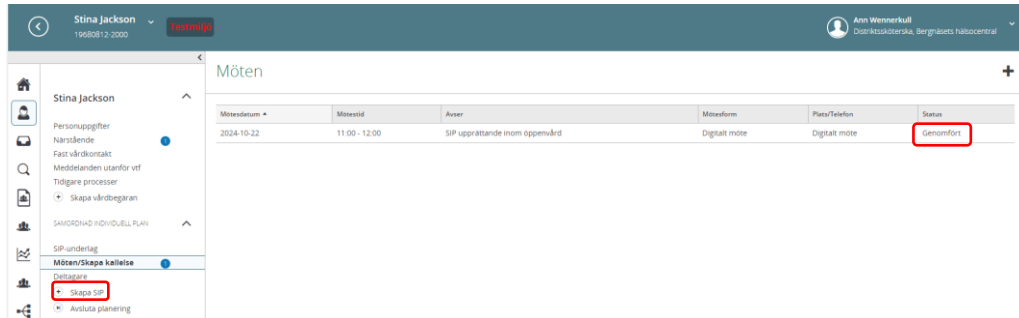 Stina Jackson
19680812-2000
Testmiljö
Ann Wennerkull
Distriktssköterska, Bergnäsets hälsocentral
Stina Jackson
Personuppgifter
Närstående 1
Fast vårdkontakt
Meddelanden utanför vtf
Tidigare processer
Skapa vårdbegäran
SAMORDNAD INDIVIDUELL PLAN
SIP-underlag
Möten/Skapa kallelse 1
Deltagare
Skapa SIP
Avsluta planering
Möten
Mötesdatum Mötestid Avser Mötesform Plats/Telefon Status
2024-10-22 11:00 - 12:00 SIP upprättande inom öppenvård Digitalt möte Digitalt möte Genomfört